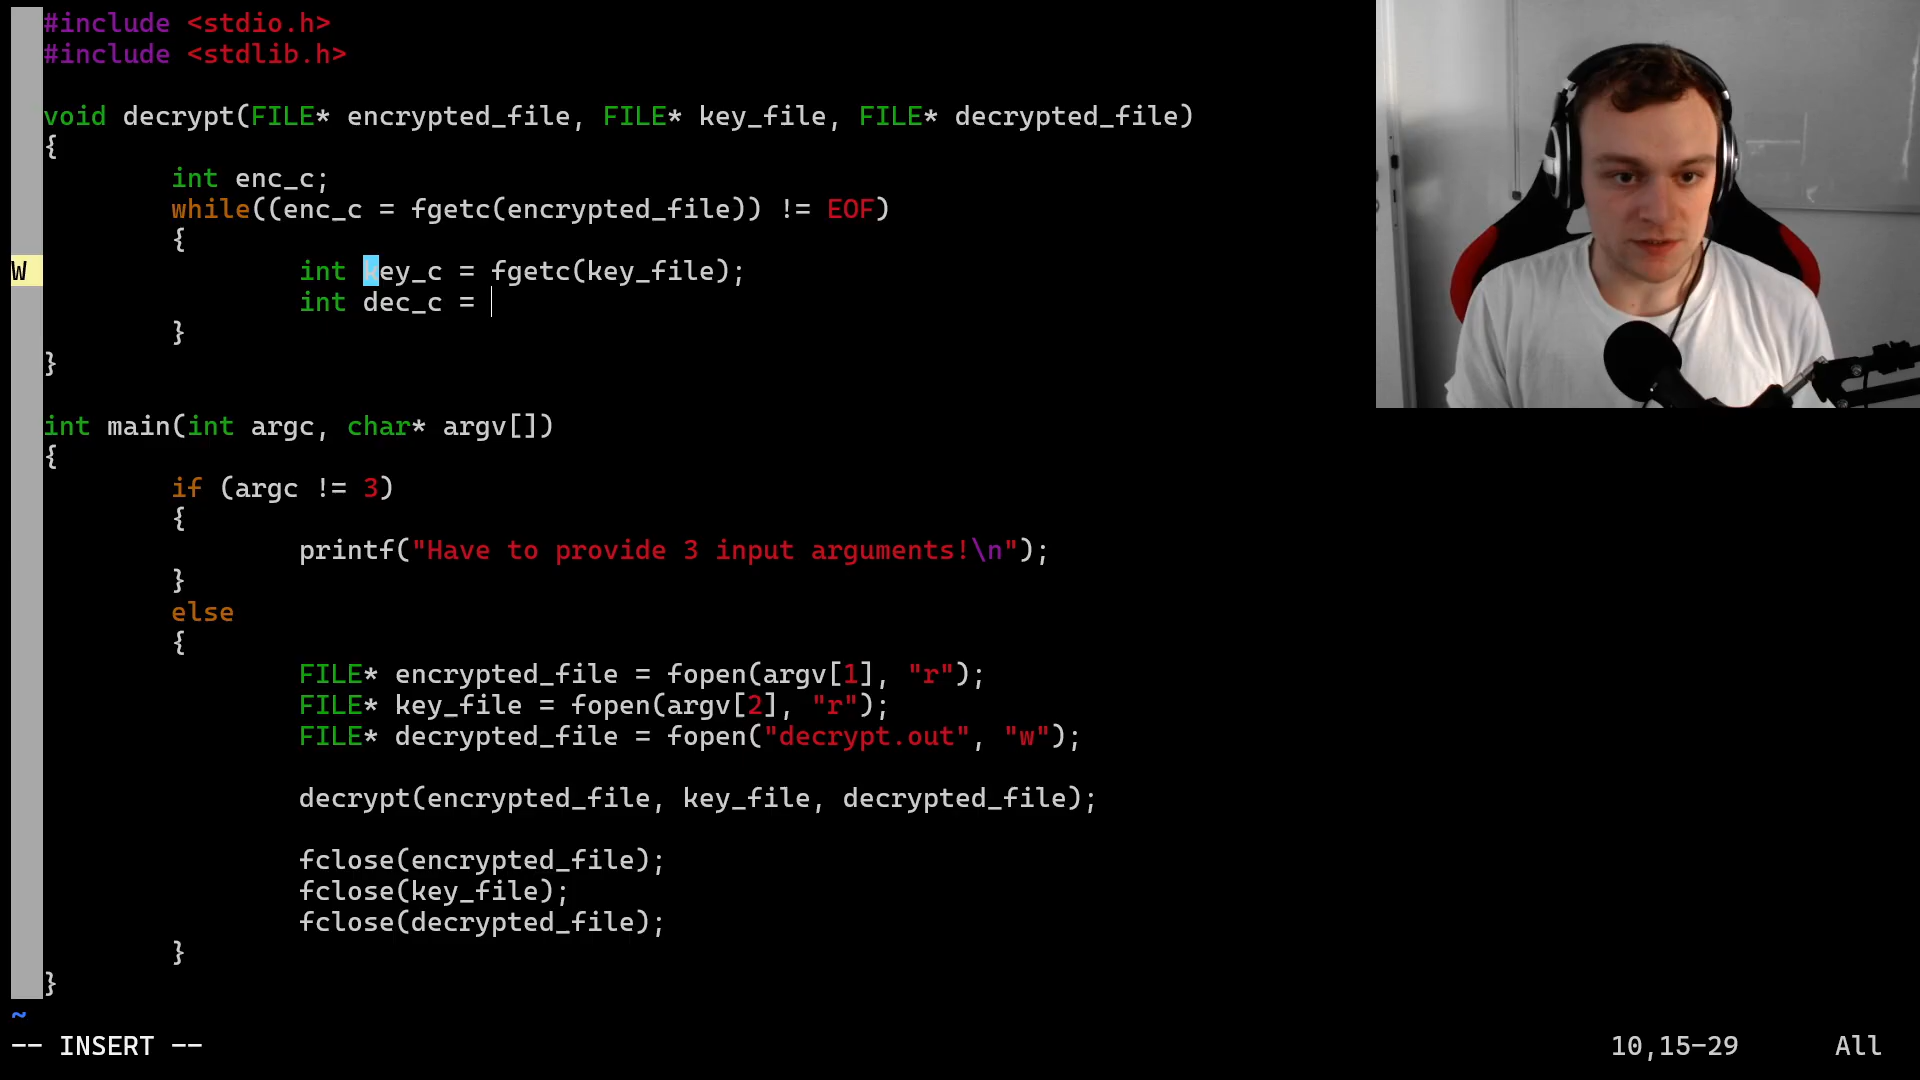 #include <stdio.h>
#include <stdlib.h>
void decrypt(FILE* encrypted_file, FILE* key_file, FILE* decrypted_file)
{
int enc_c;
while((enc_c = fgetc(encrypted_file)) != EOF)
{
W int key_c = fgetc(key_file);
int dec_c =
}
}
int main(int argc, char* argv[])
{
if (argc != 3)
{
printf("Have to provide 3 input arguments!\n");
}
else
{
FILE* encrypted_file = fopen(argv[1], "r");
FILE* key_file = fopen(argv[2], "r");
FILE* decrypted_file = fopen("decrypt.out", "w");
decrypt(encrypted_file, key_file, decrypted_file);
fclose(encrypted_file);
fclose(key_file);
fclose(decrypted_file);
}
}
~
-- INSERT -- 10,15-29 All